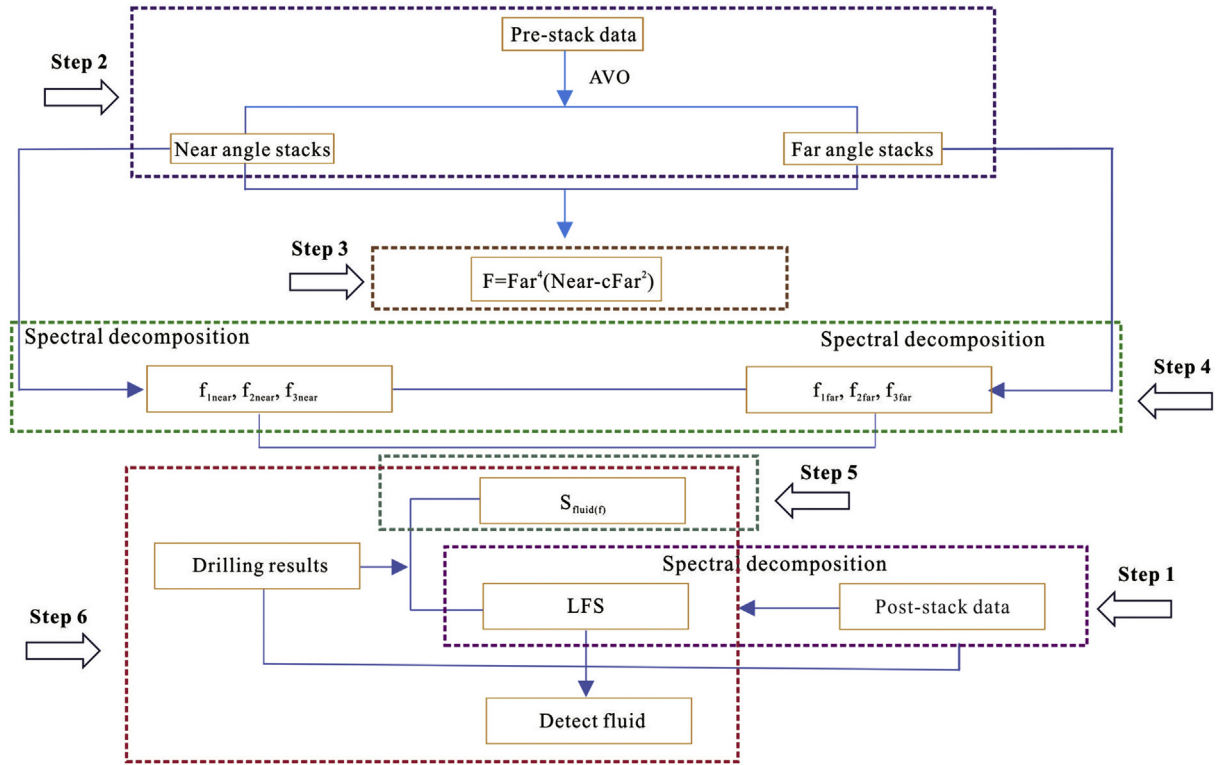 Pre-stack data
Step 2
AVO
Near angle stacks
Far angle stacks
Step 3
F=Far⁴(Near-cFar²)
Spectral decomposition
Spectral decomposition
Step 4
f₁near, f₂near, f₃near
f₁far, f₂far, f₃far
Step 5
Sfluid(f)
Drilling results
Spectral decomposition
Step 1
LFS
Post-stack data
Step 6
Detect fluid